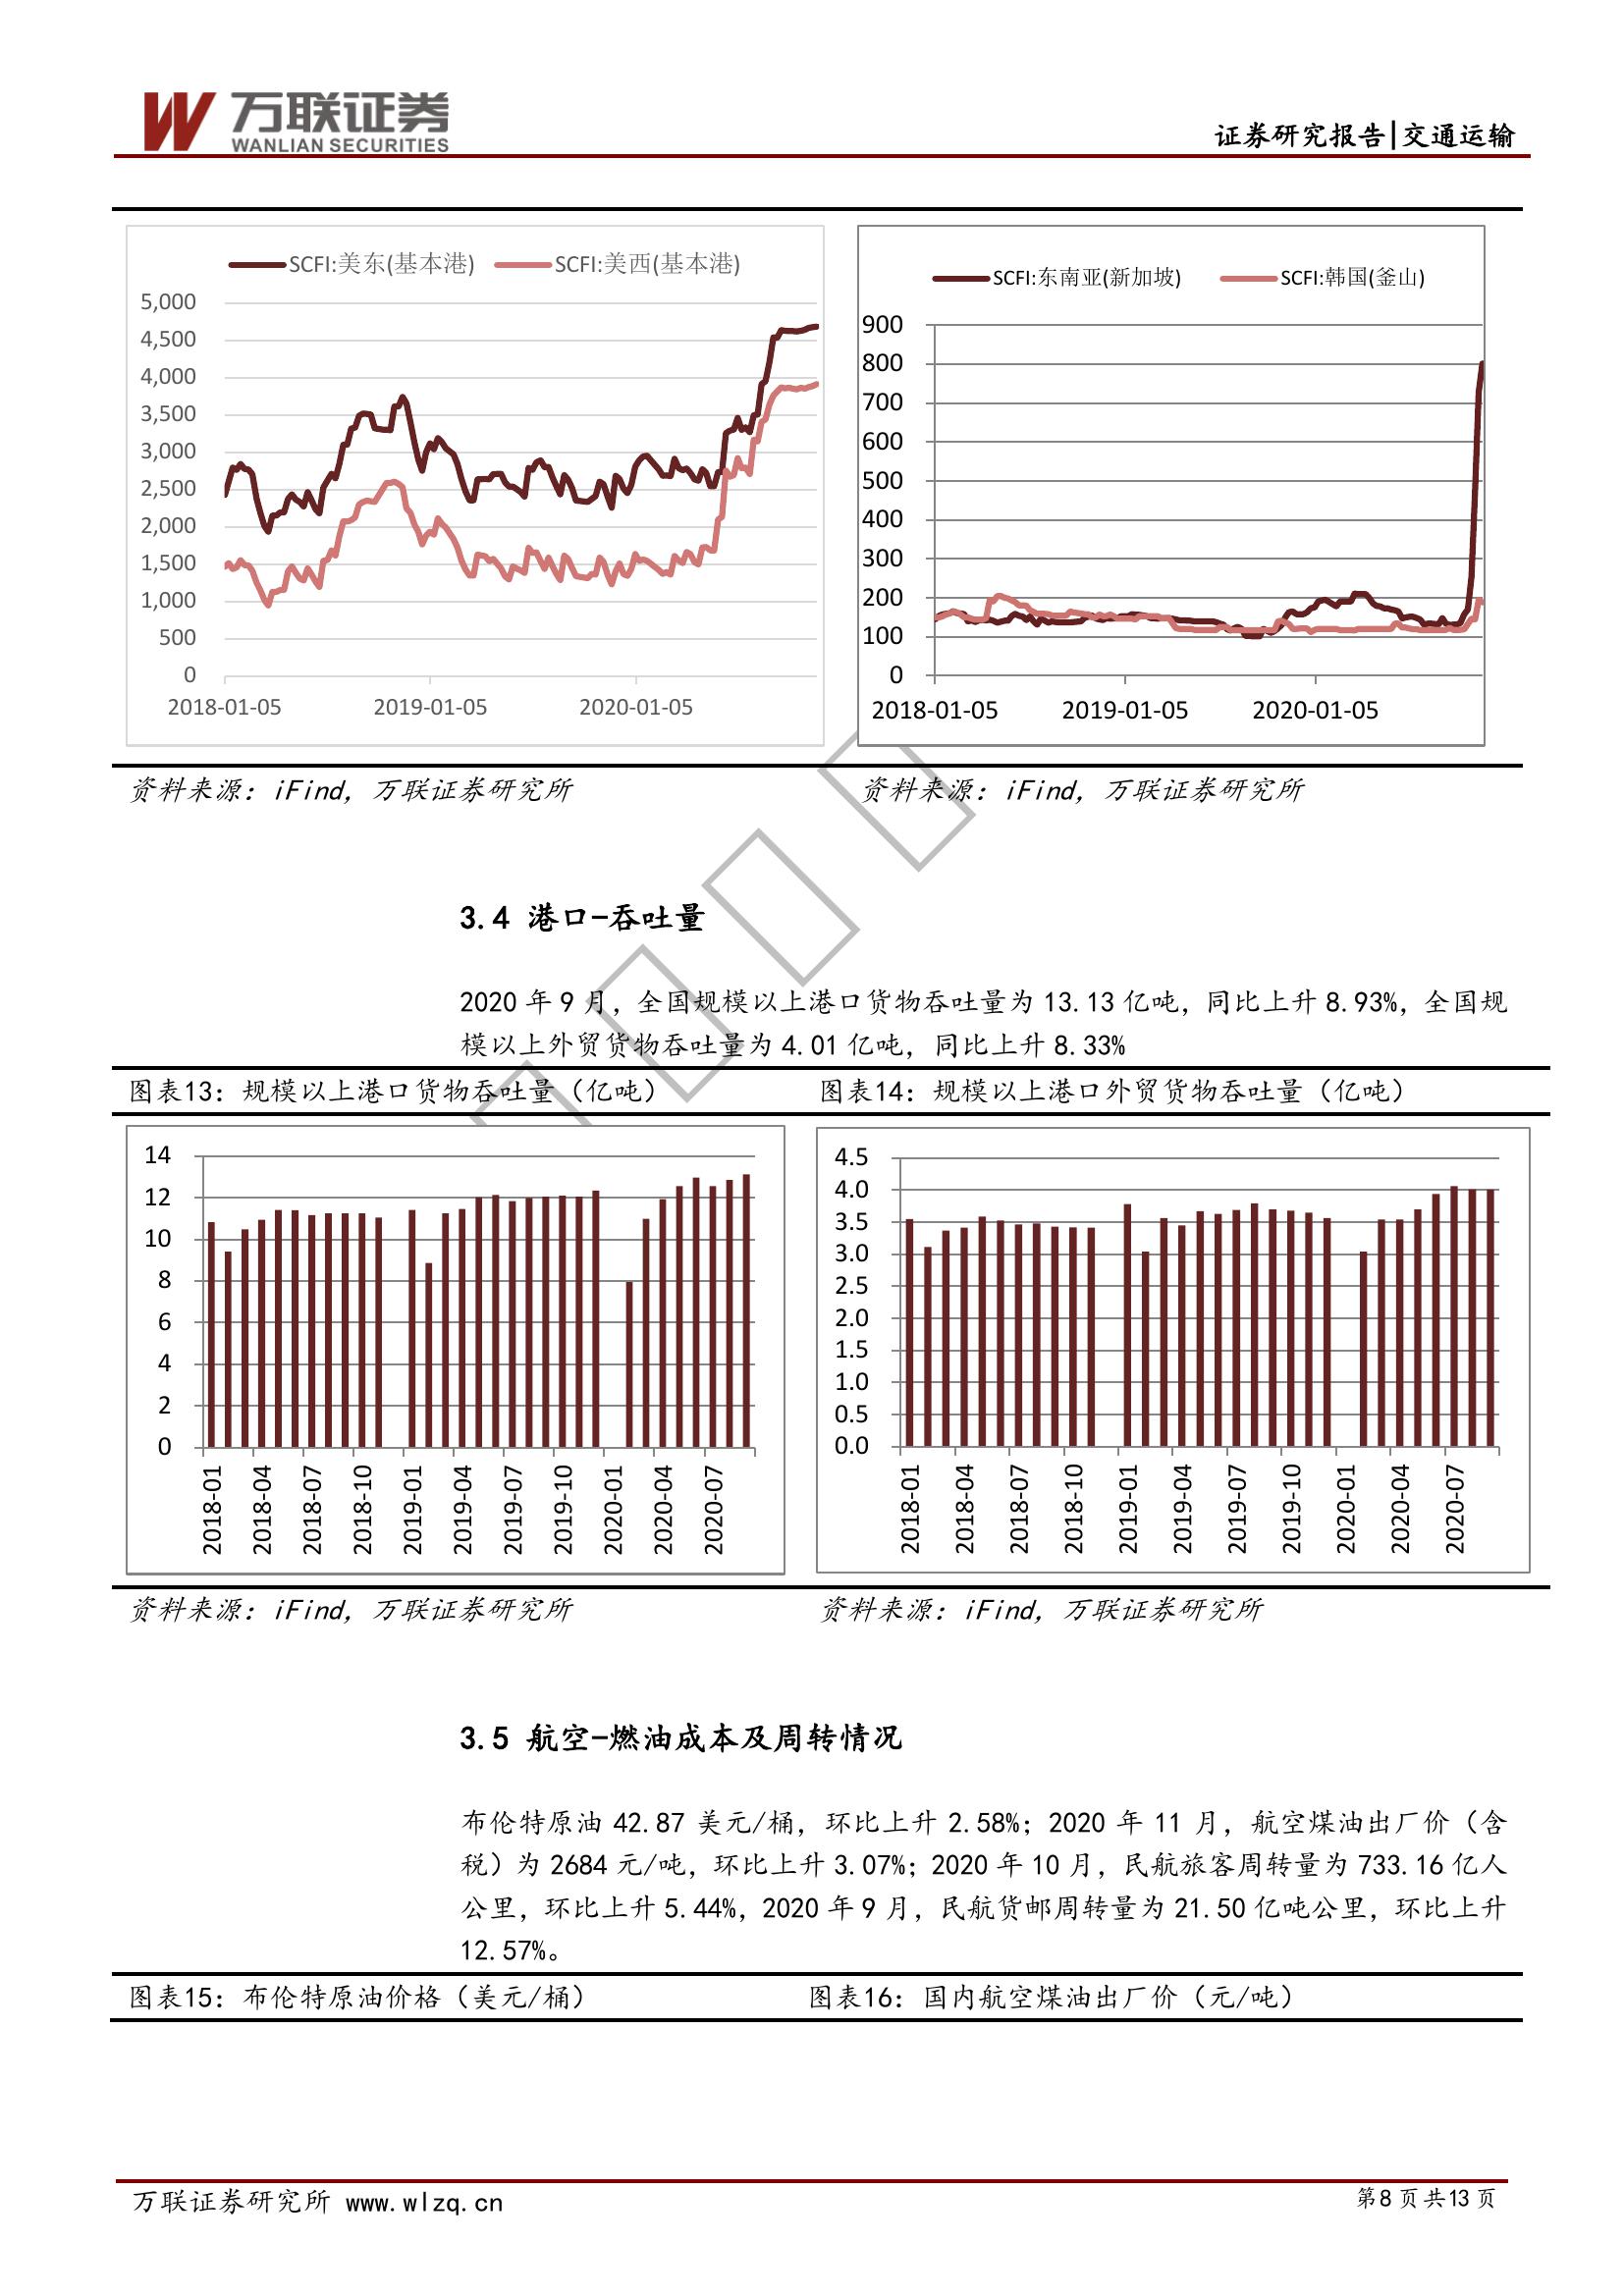 万联证券
WANLIAN SECURITIES
证券研究报告|交通运输
SCFI:美东(基本港) SCFI:美西(基本港)
5,000
4,500
4,000
3,500
3,000
2,500
2,000
1,500
1,000
500
0
2018-01-05 2019-01-05 2020-01-05
SCFI:东南亚(新加坡) SCFI:韩国(釜山)
900
800
700
600
500
400
300
200
100
0
2018-01-05 2019-01-05 2020-01-05
资料来源：iFind，万联证券研究所
资料来源：iFind，万联证券研究所
3.4 港口-吞吐量
2020 年 9 月，全国规模以上港口货物吞吐量为 13.13 亿吨，同比上升 8.93%，全国规
模以上外贸货物吞吐量为 4.01 亿吨，同比上升 8.33%
图表13：规模以上港口货物吞吐量（亿吨）
图表14：规模以上港口外贸货物吞吐量（亿吨）
14
12
10
8
6
4
2
0
2018-01 2018-04 2018-07 2018-10 2019-01 2019-04 2019-07 2019-10 2020-01 2020-04 2020-07
4.5
4.0
3.5
3.0
2.5
2.0
1.5
1.0
0.5
0.0
2018-01 2018-04 2018-07 2018-10 2019-01 2019-04 2019-07 2019-10 2020-01 2020-04 2020-07
资料来源：iFind，万联证券研究所
资料来源：iFind，万联证券研究所
3.5 航空-燃油成本及周转情况
布伦特原油 42.87 美元/桶，环比上升 2.58%；2020 年 11 月，航空煤油出厂价（含
税）为 2684 元/吨，环比上升 3.07%；2020 年 10 月，民航旅客周转量为 733.16 亿人
公里，环比上升 5.44%，2020 年 9 月，民航货邮周转量为 21.50 亿吨公里，环比上升
12.57%。
图表15：布伦特原油价格（美元/桶）
图表16：国内航空煤油出厂价（元/吨）
万联证券研究所 www.wlzq.cn
第 8 页 共 13 页